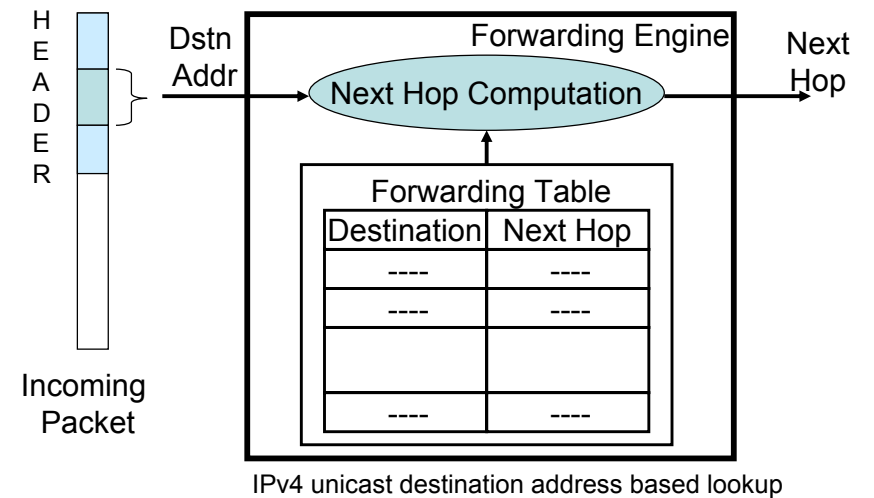 H
E
A
D
E
R
Dstn
Addr
Forwarding Engine
Next Hop Computation
Next
Hop
Forwarding Table
Destination Next Hop
---- ----
---- ----
---- ----
Incoming
Packet
IPv4 unicast destination address based lookup